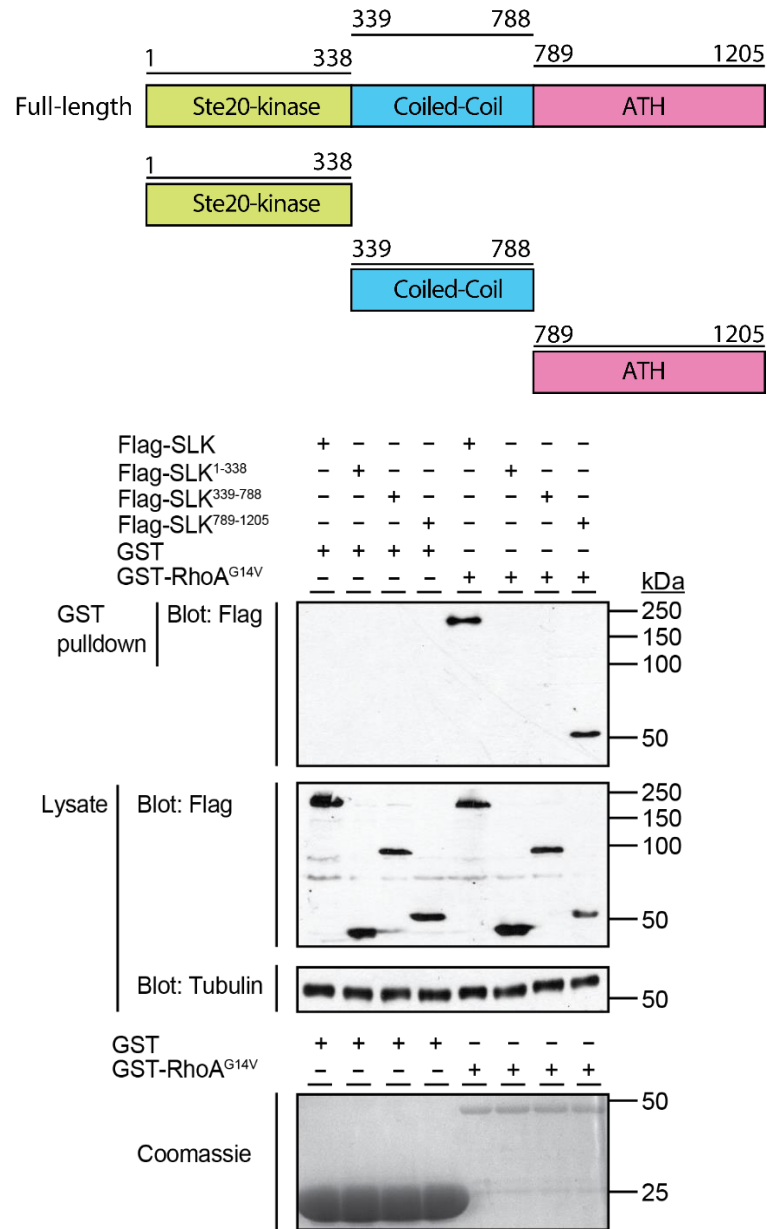 339 788
1 338 789 1205
Full-length Ste20-kinase Coiled-Coil ATH
1 338
Ste20-kinase
339 788
Coiled-Coil
789 1205
ATH
Flag-SLK + − − − + − − −
Flag-SLK1-338 − + − − − + − −
Flag-SLK339-788 − − + − − − + −
Flag-SLK789-1205 − − − + − − − +
GST + + + + − − − −
GST-RhoAG14V − − − − + + + +
kDa
GST pulldown Blot: Flag
250
150
100
50
Lysate Blot: Flag
250
150
100
50
Blot: Tubulin 50
GST + + + + − − − −
GST-RhoAG14V − − − − + + + +
Coomassie
50
25